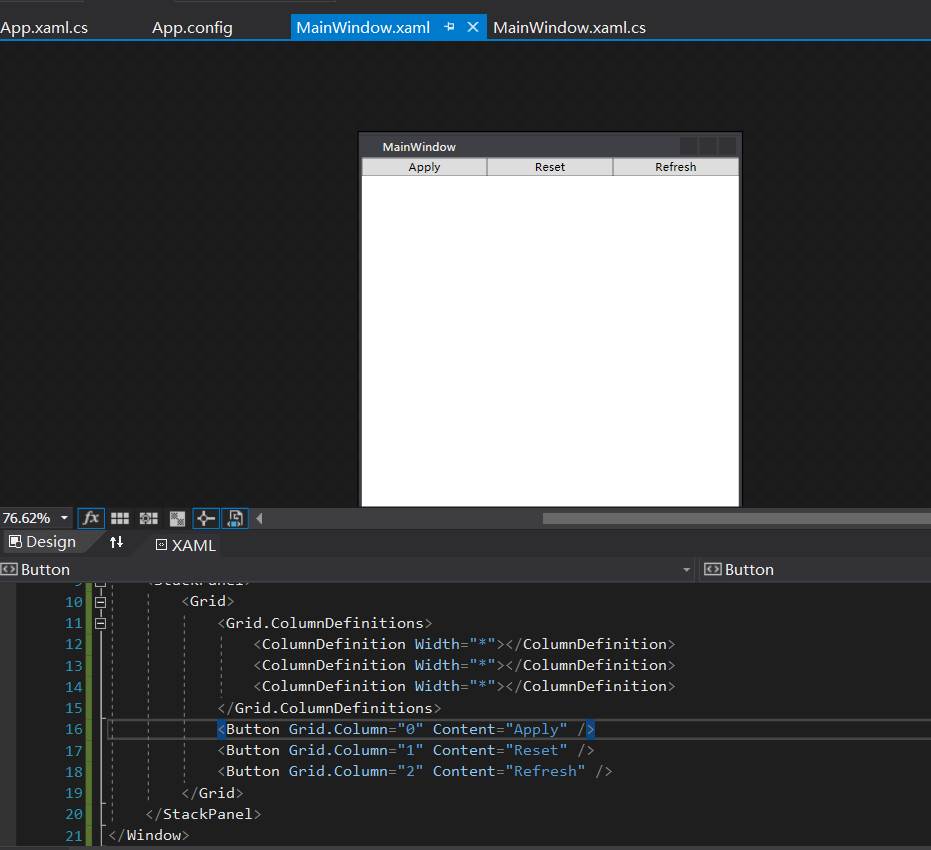 App.xaml.cs App.config MainWindow.xaml MainWindow.xaml.cs
MainWindow
Apply Reset Refresh
76.62% fx
Design XAML
Button Button
10 <Grid>
11 <Grid.ColumnDefinitions>
12 <ColumnDefinition Width="*"></ColumnDefinition>
13 <ColumnDefinition Width="*"></ColumnDefinition>
14 <ColumnDefinition Width="*"></ColumnDefinition>
15 </Grid.ColumnDefinitions>
16 <Button Grid.Column="0" Content="Apply" />
17 <Button Grid.Column="1" Content="Reset" />
18 <Button Grid.Column="2" Content="Refresh" />
19 </Grid>
20 </StackPanel>
21 </Window>